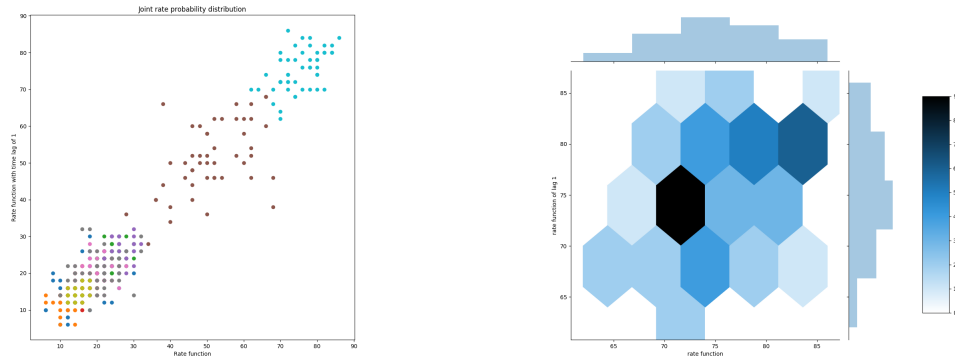 Joint rate probability distribution
90
80
70
60
50
40
30
20
10
Rate function with time lag of 1
10 20 30 40 50 60 70 80 90
Rate function
85
80
75
70
65
rate function of lag 1
65 70 75 80 85
rate function